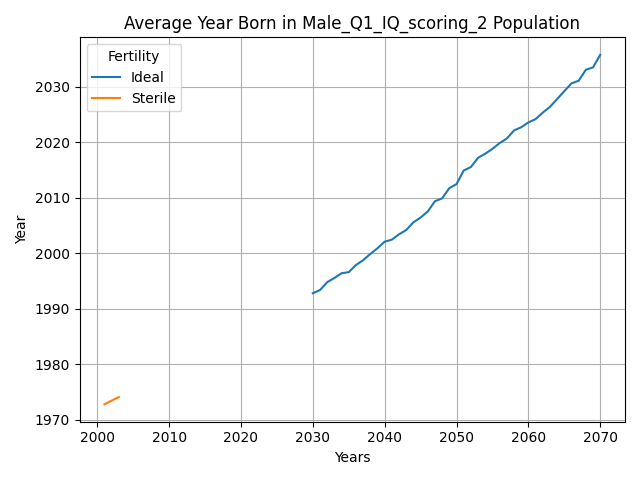 Average Year Born in Male_Q1_IQ_scoring_2 Population
Fertility
Ideal
Sterile
Year
2030
2020
2010
2000
1990
1980
1970
2000 2010 2020 2030 2040 2050 2060 2070
Years